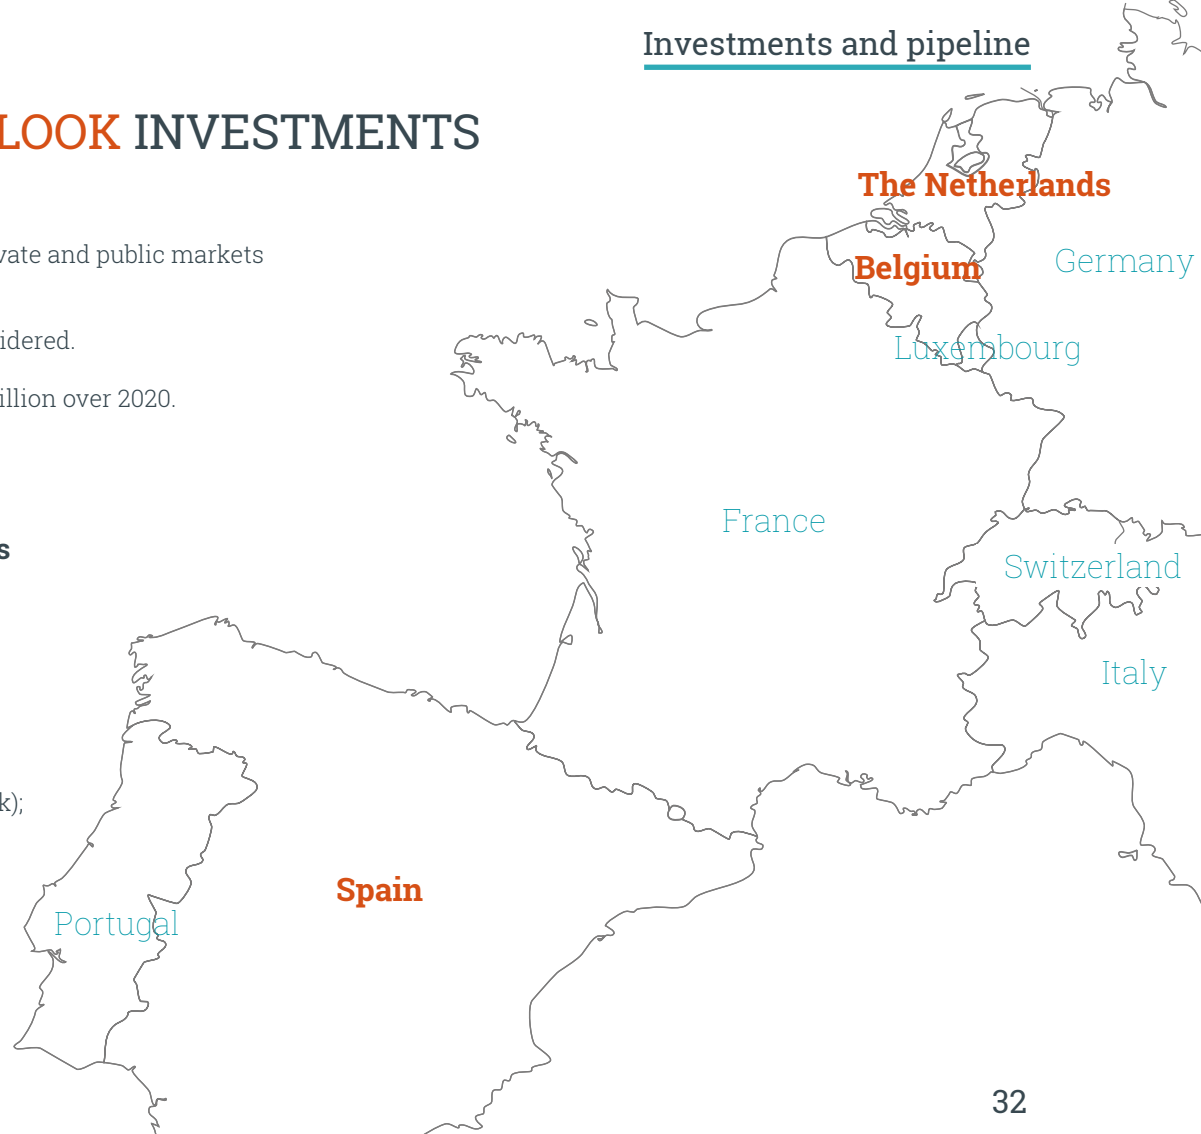 Investments and pipeline
LOOK INVESTMENTS
vate and public markets
idered.
illion over 2020.
s
k);
The Netherlands
Belgium
Germany
Luxembourg
France
Switzerland
Italy
Spain
Portugal
32